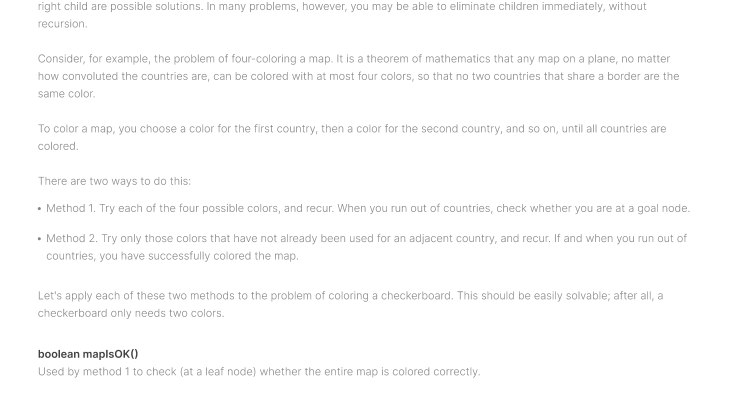 right child are possible solutions. In many problems, however, you may be able to eliminate children immediately, without
recursion.
Consider, for example, the problem of four-coloring a map. It is a theorem of mathematics that any map on a plane, no matter
how convoluted the countries are, can be colored with at most four colors, so that no two countries that share a border are the
same color.
To color a map, you choose a color for the first country, then a color for the second country, and so on, until all countries are
colored.
There are two ways to do this:
• Method 1. Try each of the four possible colors, and recur. When you run out of countries, check whether you are at a goal node.
• Method 2. Try only those colors that have not already been used for an adjacent country, and recur. If and when you run out of
countries, you have successfully colored the map.
Let's apply each of these two methods to the problem of coloring a checkerboard. This should be easily solvable; after all, a
checkerboard only needs two colors.
boolean mapIsOK()
Used by method 1 to check (at a leaf node) whether the entire map is colored correctly.